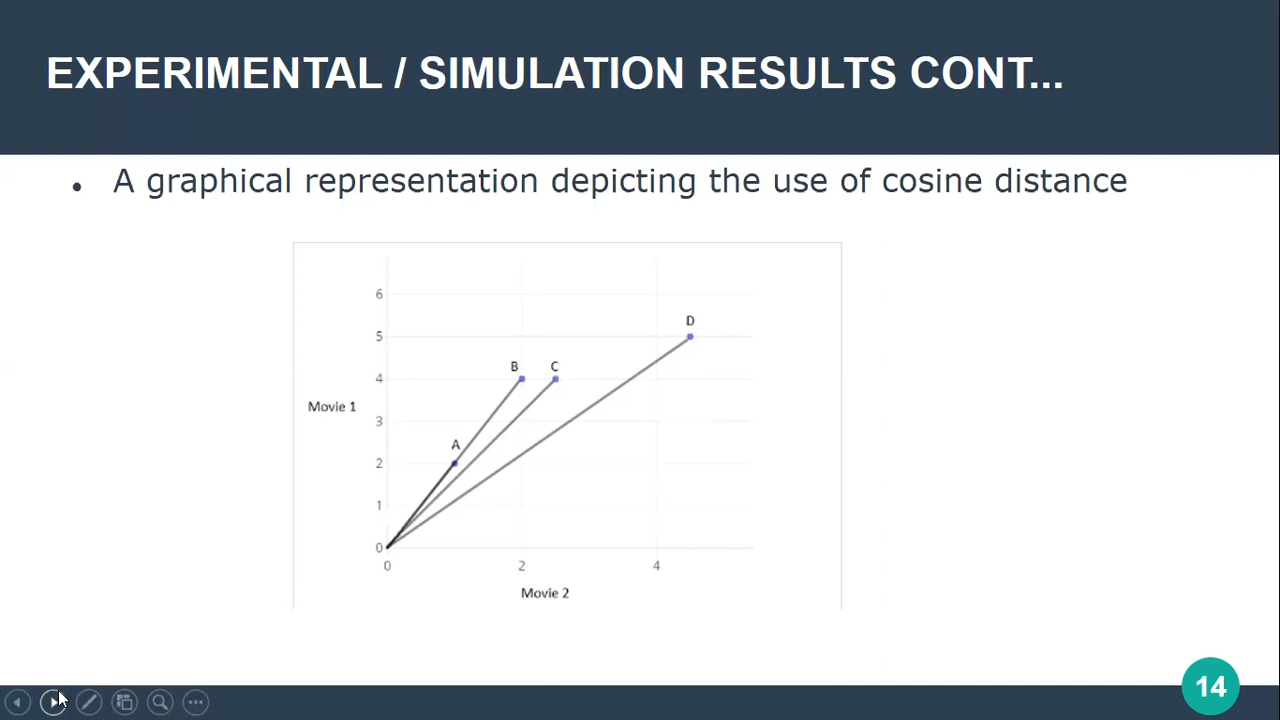 EXPERIMENTAL / SIMULATION RESULTS CONT...
• A graphical representation depicting the use of cosine distance
6
D
5
B C
4
Movie 1
3
A
2
1
0
0 2 4
Movie 2
14